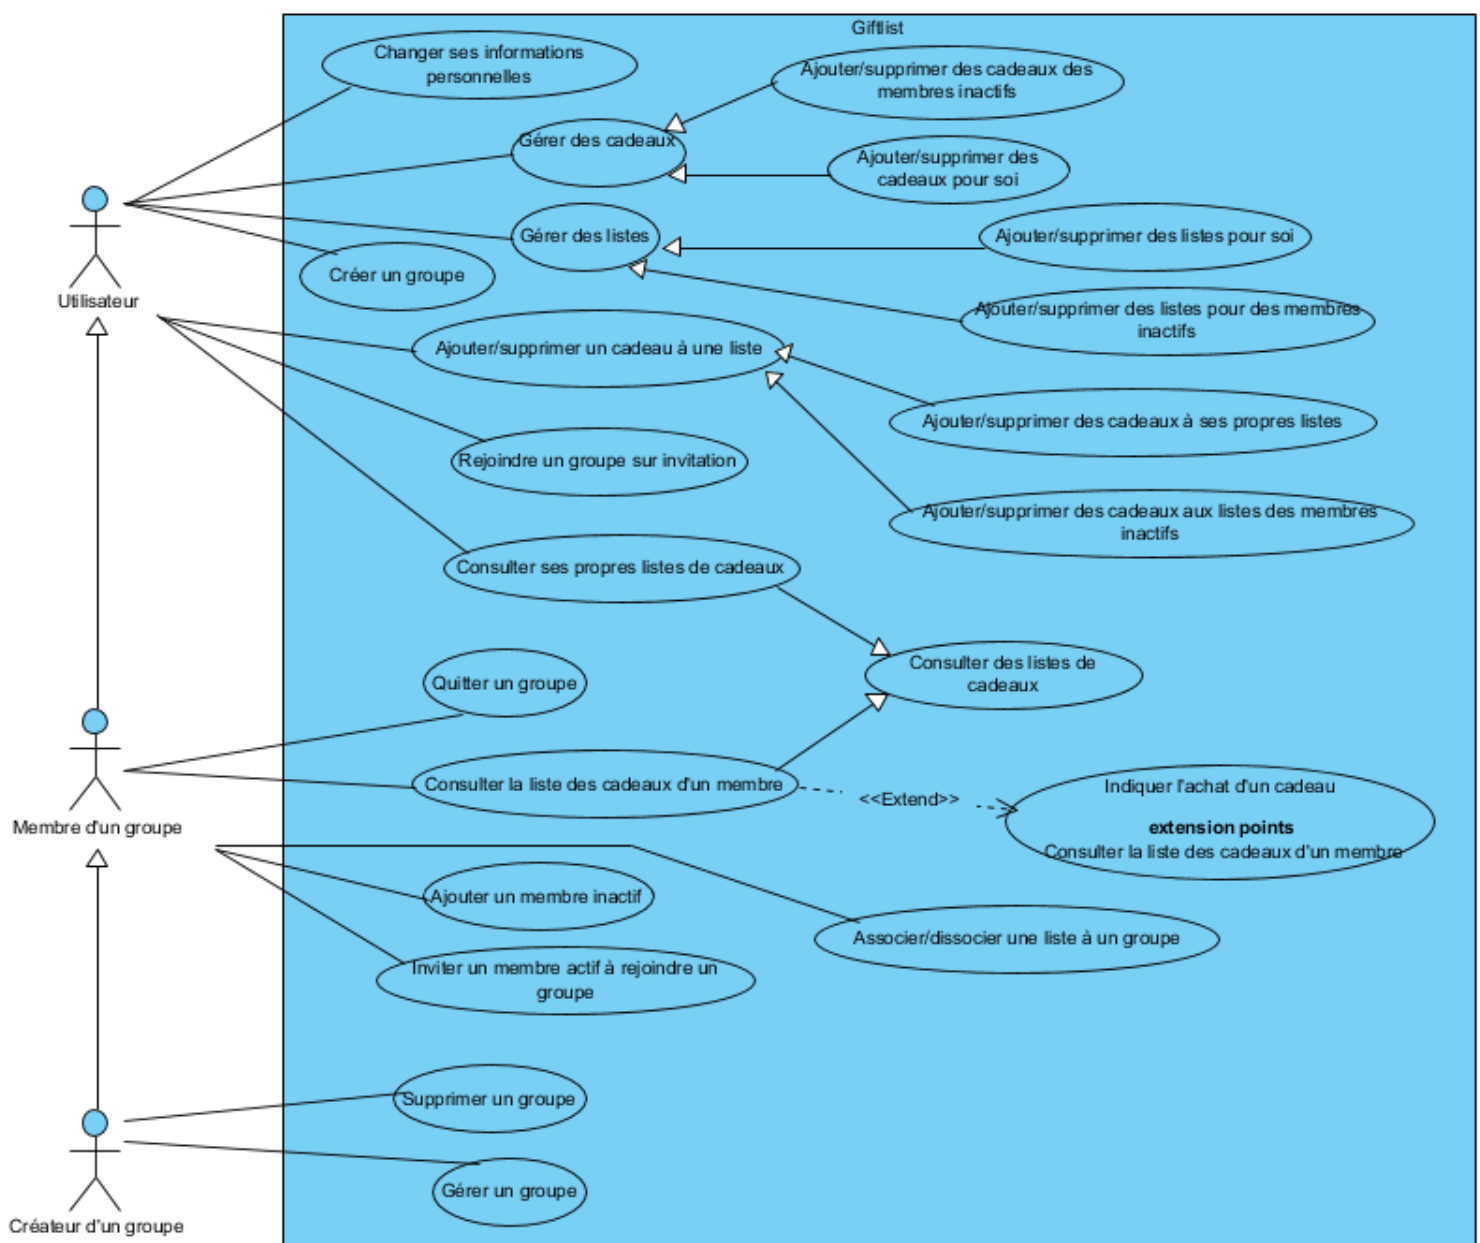 Giftlist
Changer ses informations
personnelles
Ajouter/supprimer des cadeaux des
membres inactifs
Gérer des cadeaux
Ajouter/supprimer des
cadeaux pour soi
Gérer des listes
Ajouter/supprimer des listes pour soi
Créer un groupe
Utilisateur
Ajouter/supprimer des listes pour des membres
inactifs
Ajouter/supprimer un cadeau à une liste
Ajouter/supprimer des cadeaux à ses propres listes
Rejoindre un groupe sur invitation
Ajouter/supprimer des cadeaux aux listes des membres
inactifs
Consulter ses propres listes de cadeaux
Consulter des listes de
cadeaux
Quitter un groupe
Consulter la liste des cadeaux d'un membre
<<Extend>>
Indiquer l'achat d'un cadeau
extension points
Consulter la liste des cadeaux d'un membre
Membre d'un groupe
Ajouter un membre inactif
Associer/dissocier une liste à un groupe
Inviter un membre actif à rejoindre un
groupe
Supprimer un groupe
Gérer un groupe
Créateur d'un groupe